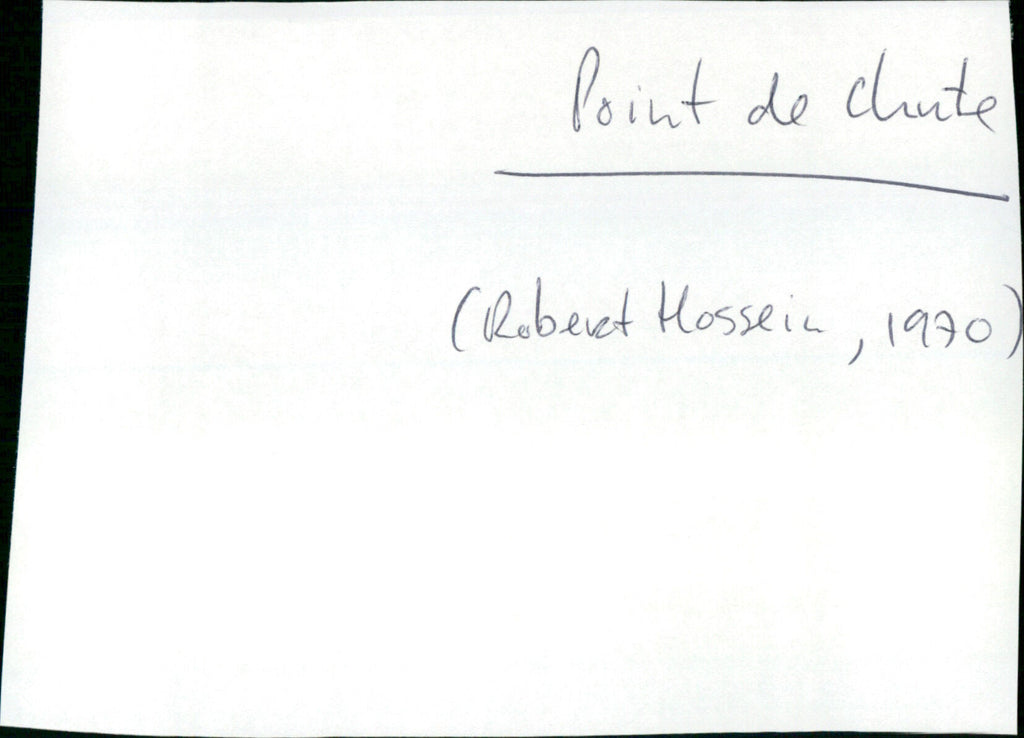 Point de Chute
(Robert Hossein, 1970)